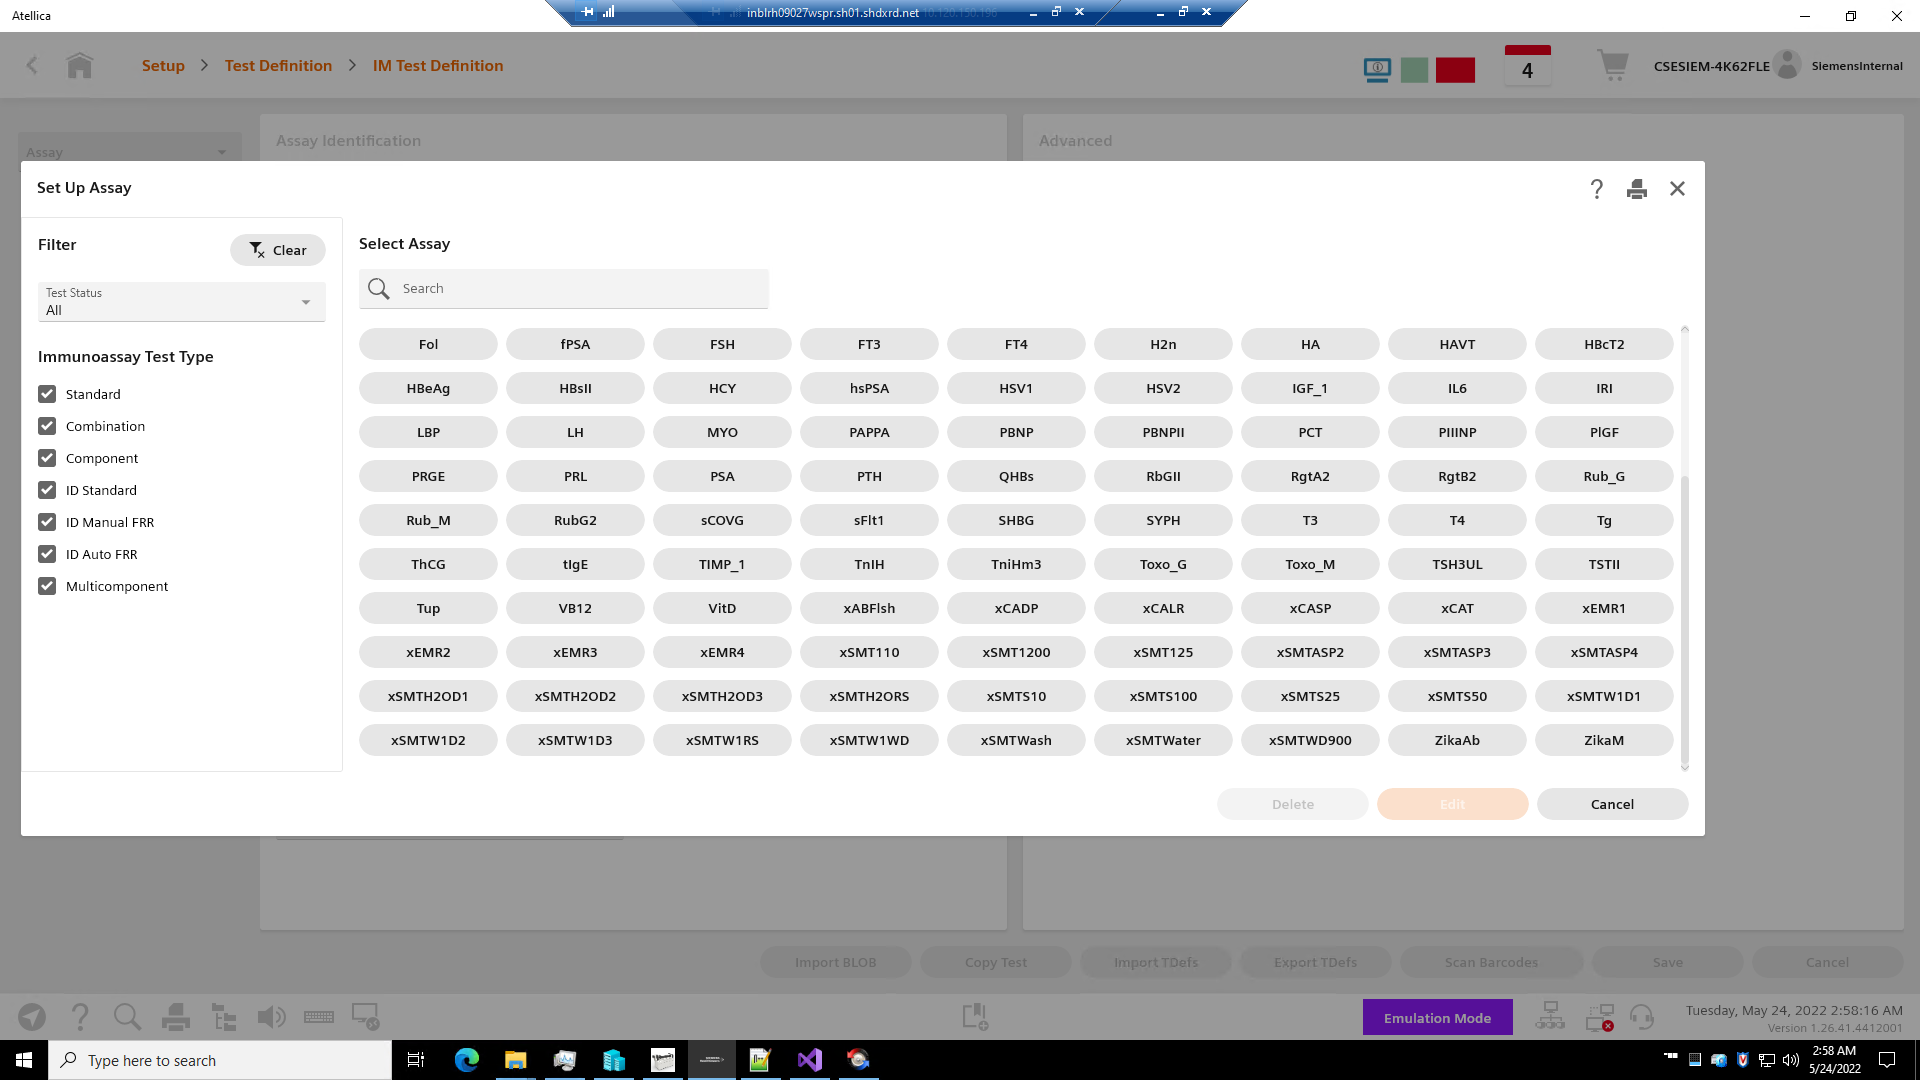 Atellica
inblrh09027wspr.sh01.shdxrd.net 10.120.150.196
Setup > Test Definition > IM Test Definition
4
CSESIEM-4K62FLE
SiemensInternal
Assay
Assay Identification
Advanced
Set Up Assay
Filter
Clear
Test Status
All
Immunoassay Test Type
Standard
Combination
Component
ID Standard
ID Manual FRR
ID Auto FRR
Multicomponent
Select Assay
Search
Fol fPSA FSH FT3 FT4 H2n HA HAVT HBcT2
HBeAg HBsII HCY hsPSA HSV1 HSV2 IGF_1 IL6 IRI
LBP LH MYO PAPPA PBNP PBNPII PCT PIIINP PlGF
PRGE PRL PSA PTH QHBs RbGII RgtA2 RgtB2 Rub_G
Rub_M RubG2 sCOVG sFlt1 SHBG SYPH T3 T4 Tg
ThCG tIgE TIMP_1 TnIH TniHm3 Toxo_G Toxo_M TSH3UL TSTII
Tup VB12 VitD xABFlsh xCADP xCALR xCASP xCAT xEMR1
xEMR2 xEMR3 xEMR4 xSMT110 xSMT1200 xSMT125 xSMTASP2 xSMTASP3 xSMTASP4
xSMTH2OD1 xSMTH2OD2 xSMTH2OD3 xSMTH2ORS xSMTS10 xSMTS100 xSMTS25 xSMTS50 xSMTW1D1
xSMTW1D2 xSMTW1D3 xSMTW1RS xSMTW1WD xSMTWash xSMTWater xSMTWD900 ZikaAb ZikaM
Delete Edit Cancel
Import BLOB Copy Test Import TDefs Export TDefs Scan Barcodes Save Cancel
Emulation Mode
Tuesday, May 24, 2022 2:58:16 AM
Version 1.26.41.4412001
Type here to search
2:58 AM
5/24/2022